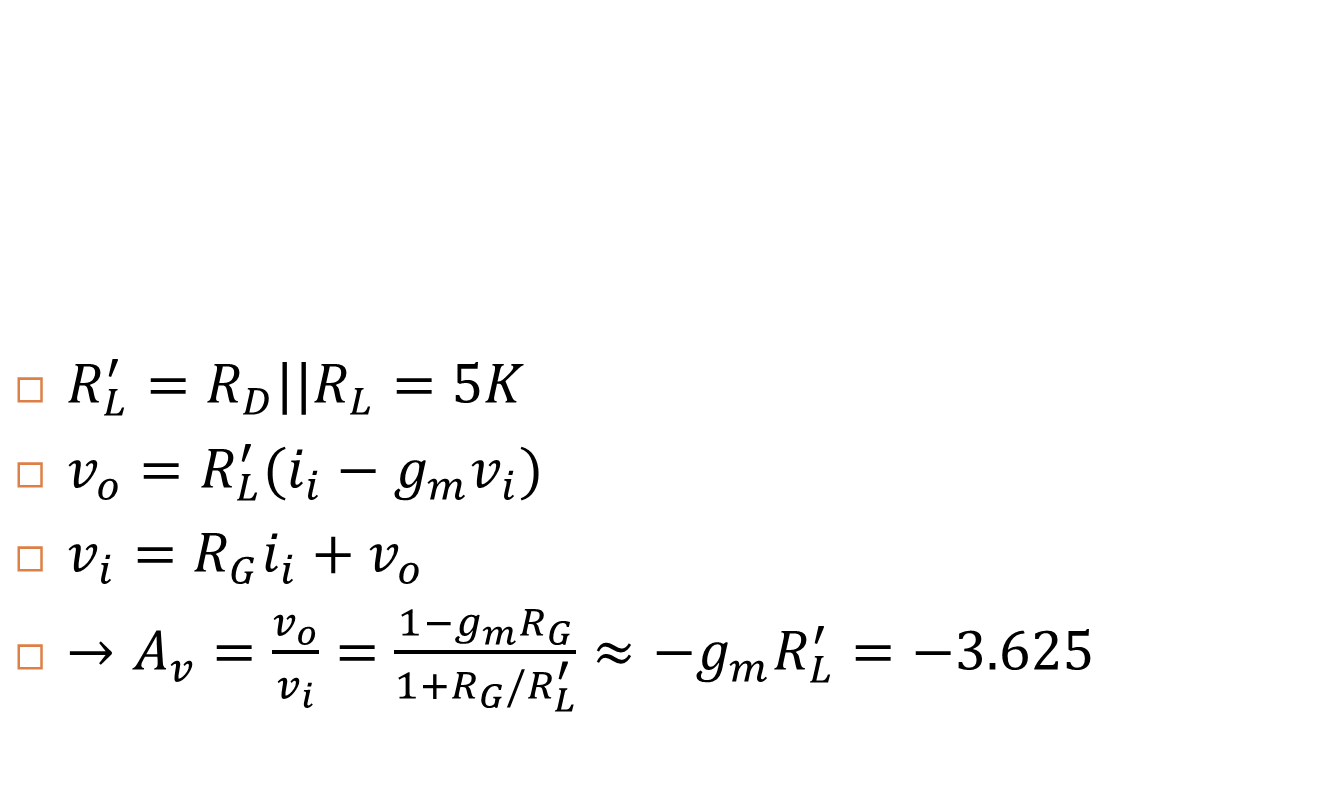 □ R′_L = R_D||R_L = 5K
□ v_o = R′_L(i_i − g_m v_i)
□ v_i = R_G i_i + v_o
□ → A_v = v_o/v_i = (1−g_m R_G)/(1+R_G/R′_L) ≈ −g_m R′_L = −3.625